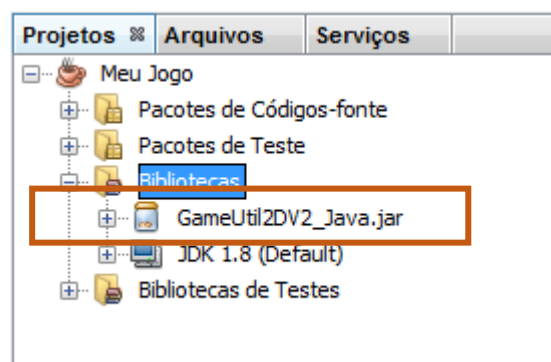 Projetos Arquivos Serviços
Meu Jogo
Pacotes de Códigos-fonte
Pacotes de Teste
Bibliotecas
GameUtil2DV2_Java.jar
JDK 1.8 (Default)
Bibliotecas de Testes